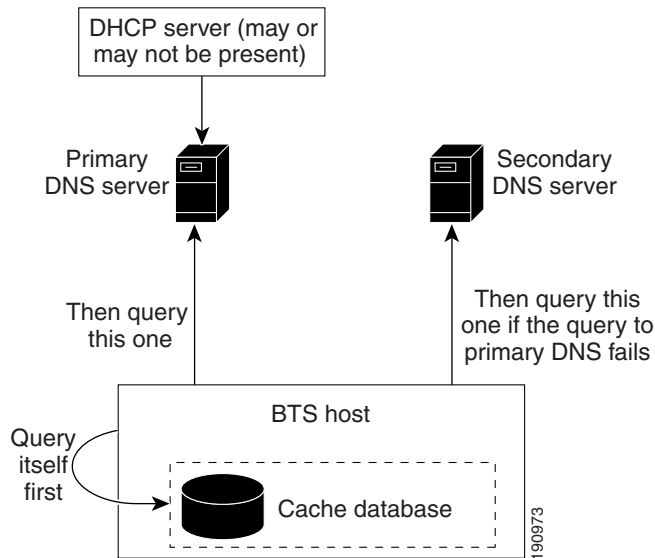 DHCP server (may or
may not be present)
Primary
DNS server
Secondary
DNS server
Then query
this one
Then query this
one if the query to
primary DNS fails
BTS host
Query
itself
first
Cache database
190973